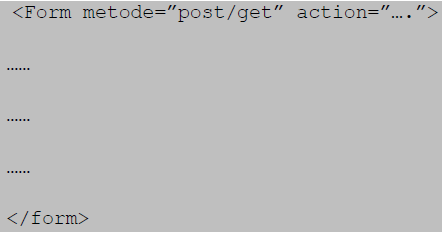 <Form metode=”post/get” action=”….”>
……
……
……
</form>